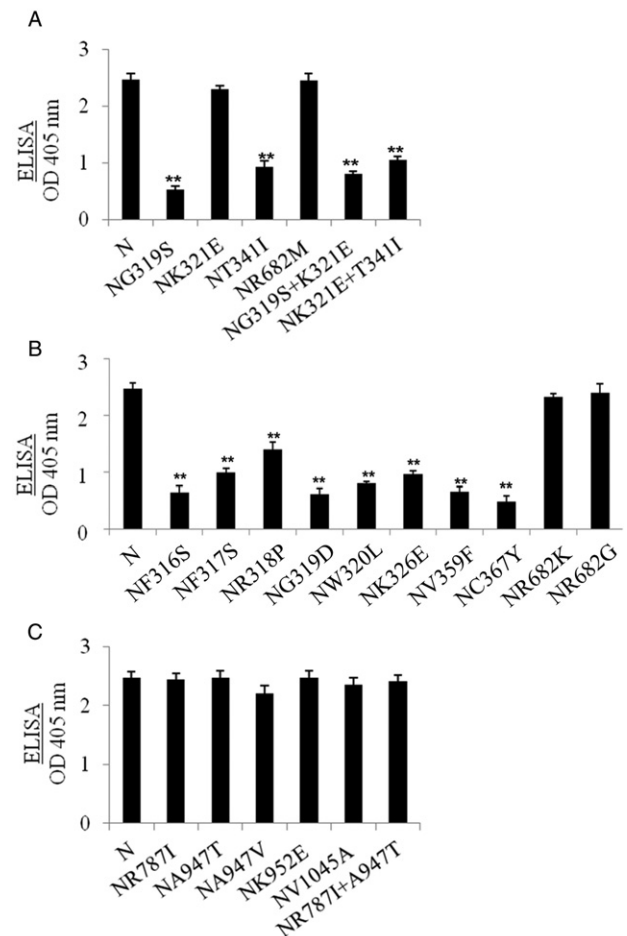 A
3
2
1
0
ELISA
OD 405 nm
**
**
**
**
N
NG319S
NK321E
NT341I
NR682M
NG319S+K321E
NK321E+T341I
B
3
2
1
0
ELISA
OD 405 nm
**
**
**
**
**
**
**
**
N
NF316S
NF317S
NR318P
NG319D
NW320L
NK326E
NV359F
NC367Y
NR682K
NR682G
C
3
2
1
0
ELISA
OD 405 nm
N
NR787I
NA947T
NA947V
NK952E
NV1045A
NR787I+A947T